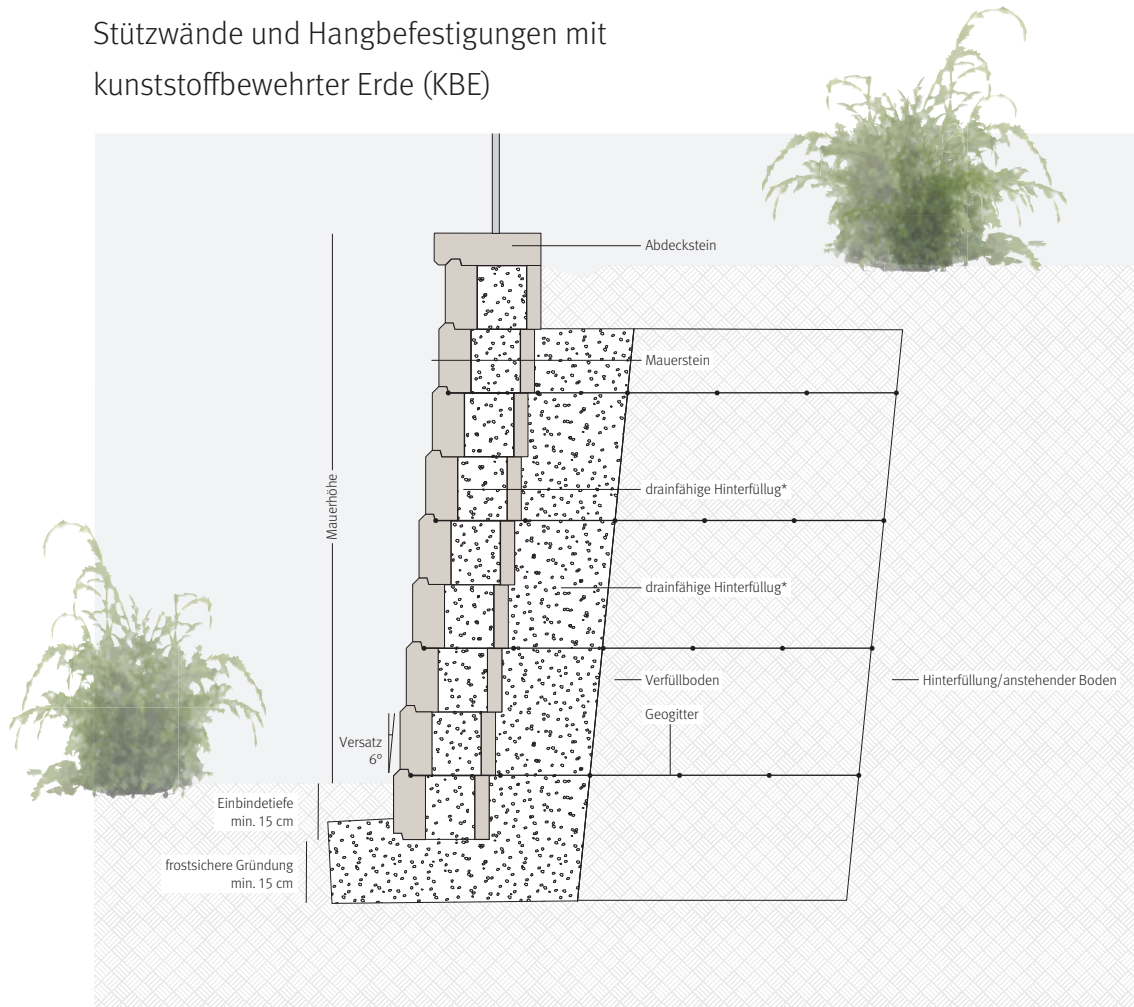 Stützwände und Hangbefestigungen mit
kunststoffbewehrter Erde (KBE)
Abdeckstein
Mauerstein
Mauerhöhe
drainfähige Hinterfüllug*
drainfähige Hinterfüllug*
Verfüllboden
Hinterfüllung/anstehender Boden
Geogitter
Versatz
6°
Einbindetiefe
min. 15 cm
frostsichere Gründung
min. 15 cm